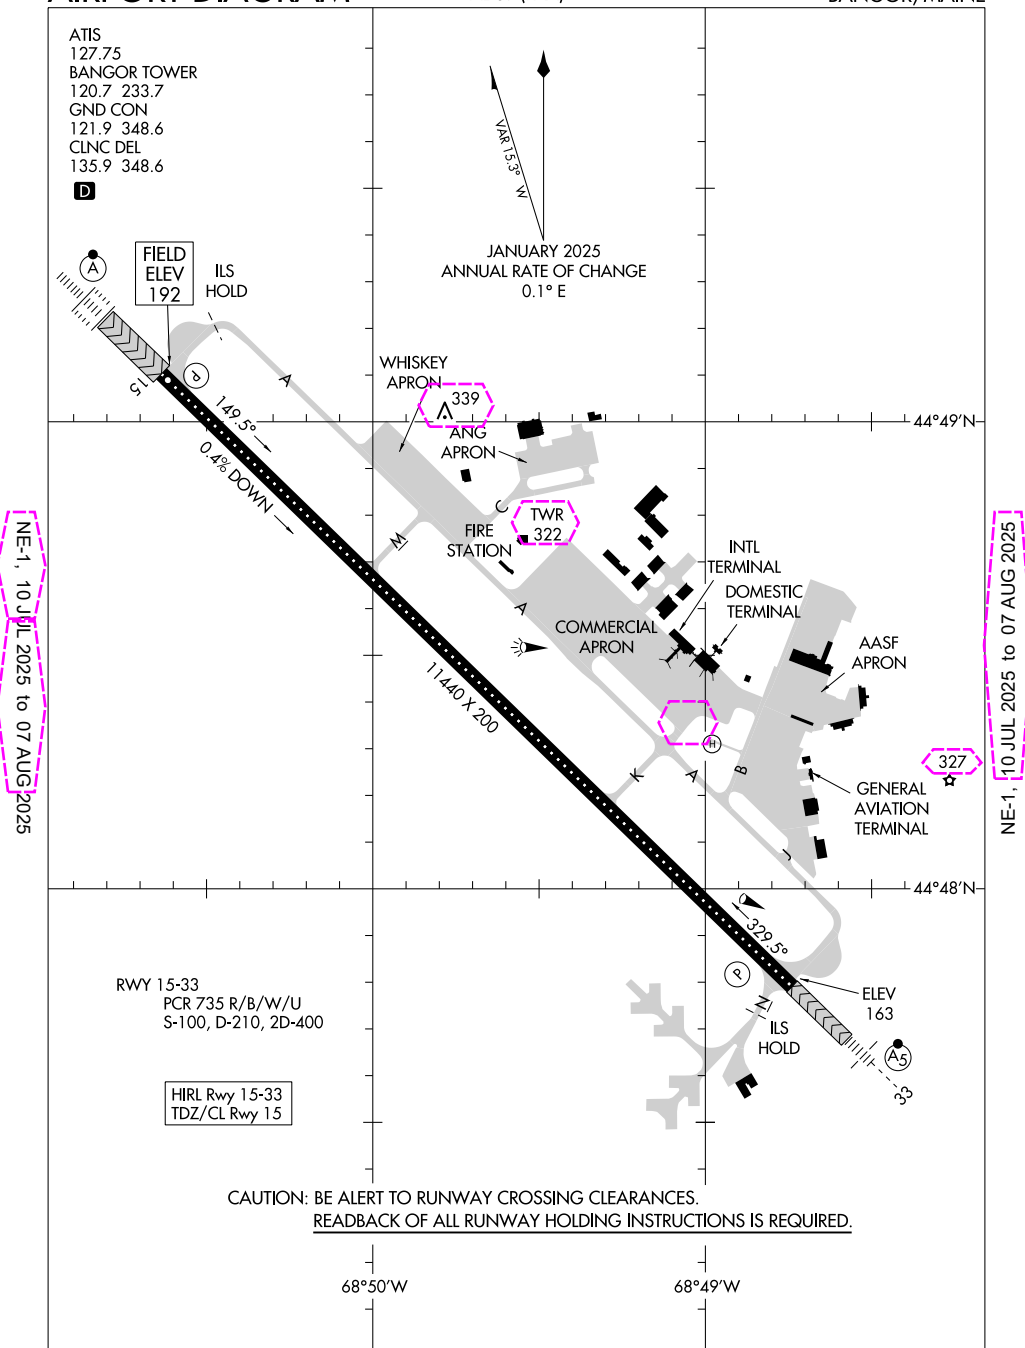 AIRPORT DIAGRAM
BANGOR, MAINE
ATIS
127.75
BANGOR TOWER
120.7 233.7
GND CON
121.9 348.6
CLNC DEL
135.9 348.6
D
VAR 15.3° W
JANUARY 2025
ANNUAL RATE OF CHANGE
0.1° E
A
FIELD
ELEV
192
ILS
HOLD
15
P
A
149.5°
0.4% DOWN
WHISKEY
APRON
339
ANG
APRON
44°49'N
C
M
FIRE
STATION
TWR
322
A
INTL
TERMINAL
DOMESTIC
TERMINAL
COMMERCIAL
APRON
AASF
APRON
11440 X 200
H
K
A
B
327
GENERAL
AVIATION
TERMINAL
J
44°48'N
329.5°
P
N
ILS
HOLD
ELEV
163
A5
33
RWY 15-33
PCR 735 R/B/W/U
S-100, D-210, 2D-400
HIRL Rwy 15-33
TDZ/CL Rwy 15
CAUTION: BE ALERT TO RUNWAY CROSSING CLEARANCES.
READBACK OF ALL RUNWAY HOLDING INSTRUCTIONS IS REQUIRED.
68°50'W
68°49'W
NE-1, 10 JUL 2025 to 07 AUG 2025
NE-1, 10 JUL 2025 to 07 AUG 2025